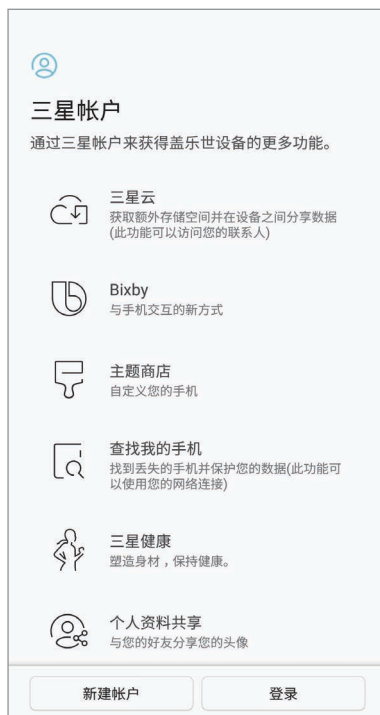 三星帐户
通过三星帐户来获得盖乐世设备的更多功能。
三星云
获取额外存储空间并在设备之间分享数据
(此功能可以访问您的联系人)
Bixby
与手机交互的新方式
主题商店
自定义您的手机
查找我的手机
找到丢失的手机并保护您的数据(此功能可
以使用您的网络连接)
三星健康
塑造身材，保持健康。
个人资料共享
与您的好友分享您的头像
新建帐户
登录